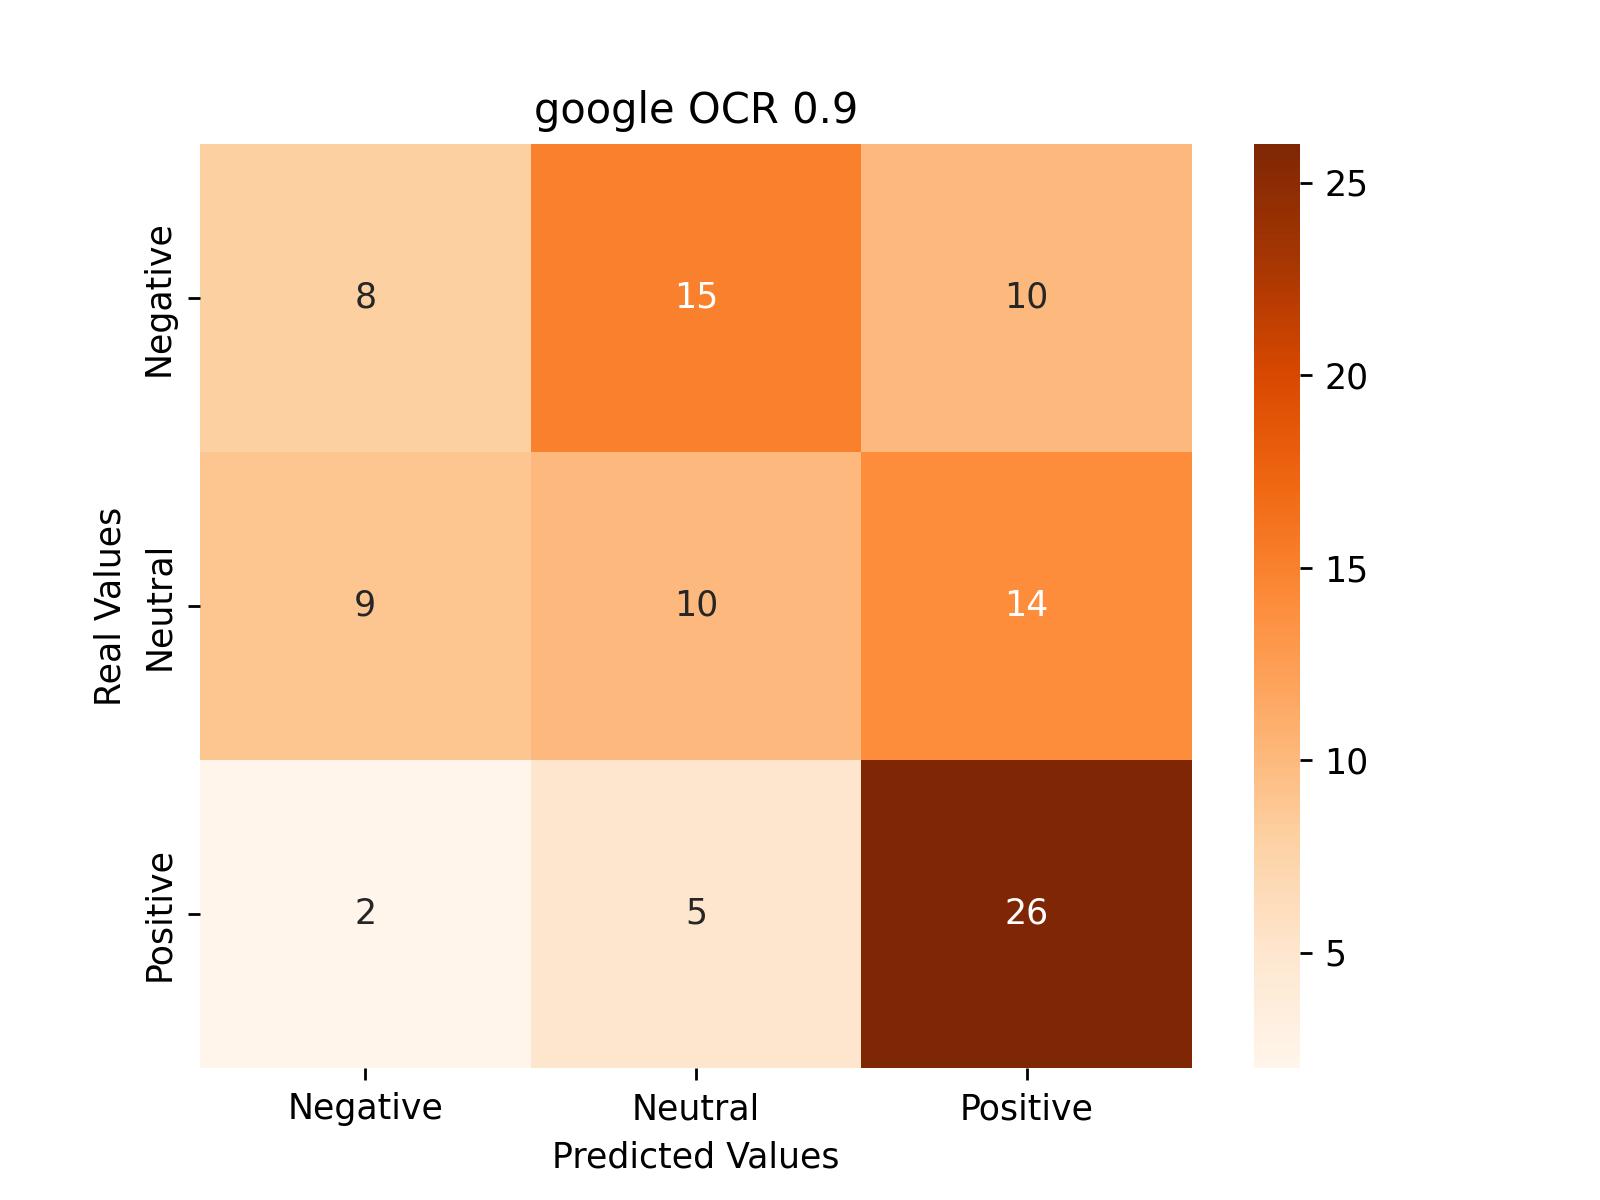 google OCR 0.9
Real Values
Negative
8 15 10
Neutral
9 10 14
Positive
2 5 26
Negative Neutral Positive
Predicted Values
25
20
15
10
5